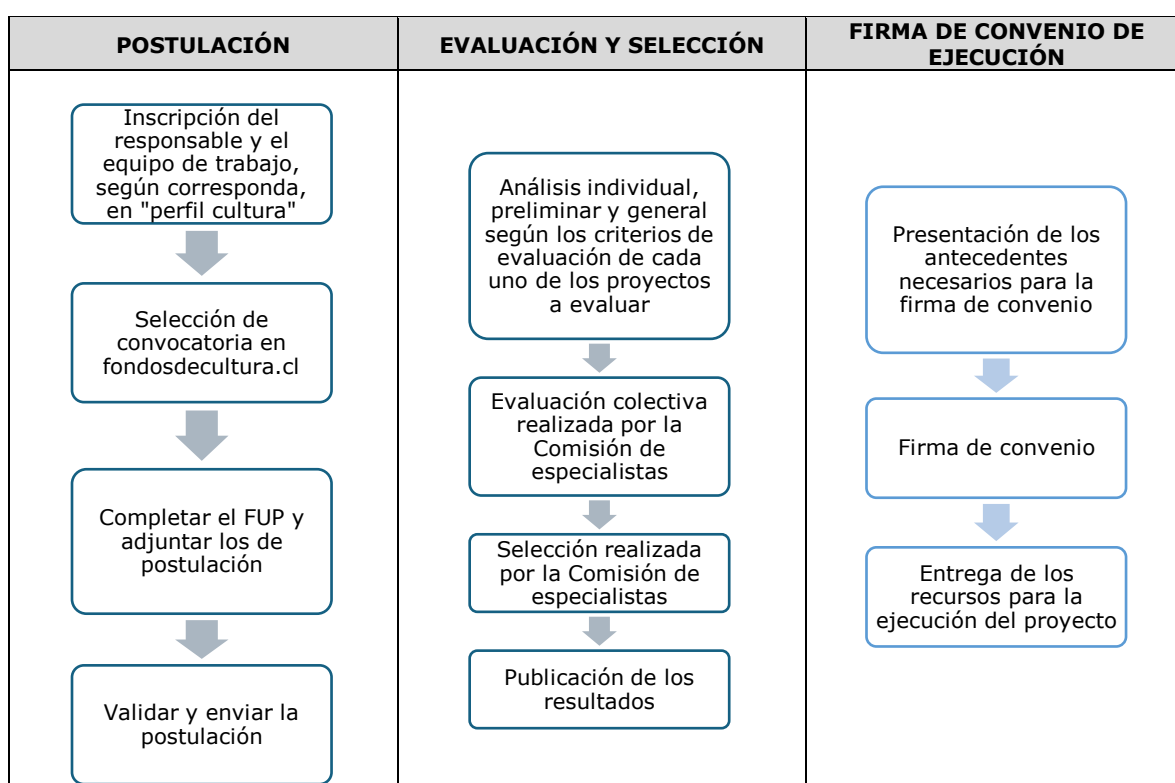 POSTULACIÓN
Inscripción del
responsable y el
equipo de trabajo,
según corresponda,
en "perfil cultura"
Selección de
convocatoria en
fondosdecultura.cl
Completar el FUP y
adjuntar los de
postulación
Validar y enviar la
postulación
EVALUACIÓN Y SELECCIÓN
Análisis individual,
preliminar y general
según los criterios de
evaluación de cada
uno de los proyectos
a evaluar
Evaluación colectiva
realizada por la
Comisión de
especialistas
Selección realizada
por la Comisión de
especialistas
Publicación de los
resultados
FIRMA DE CONVENIO DE
EJECUCIÓN
Presentación de los
antecedentes
necesarios para la
firma de convenio
Firma de convenio
Entrega de los
recursos para la
ejecución del proyecto